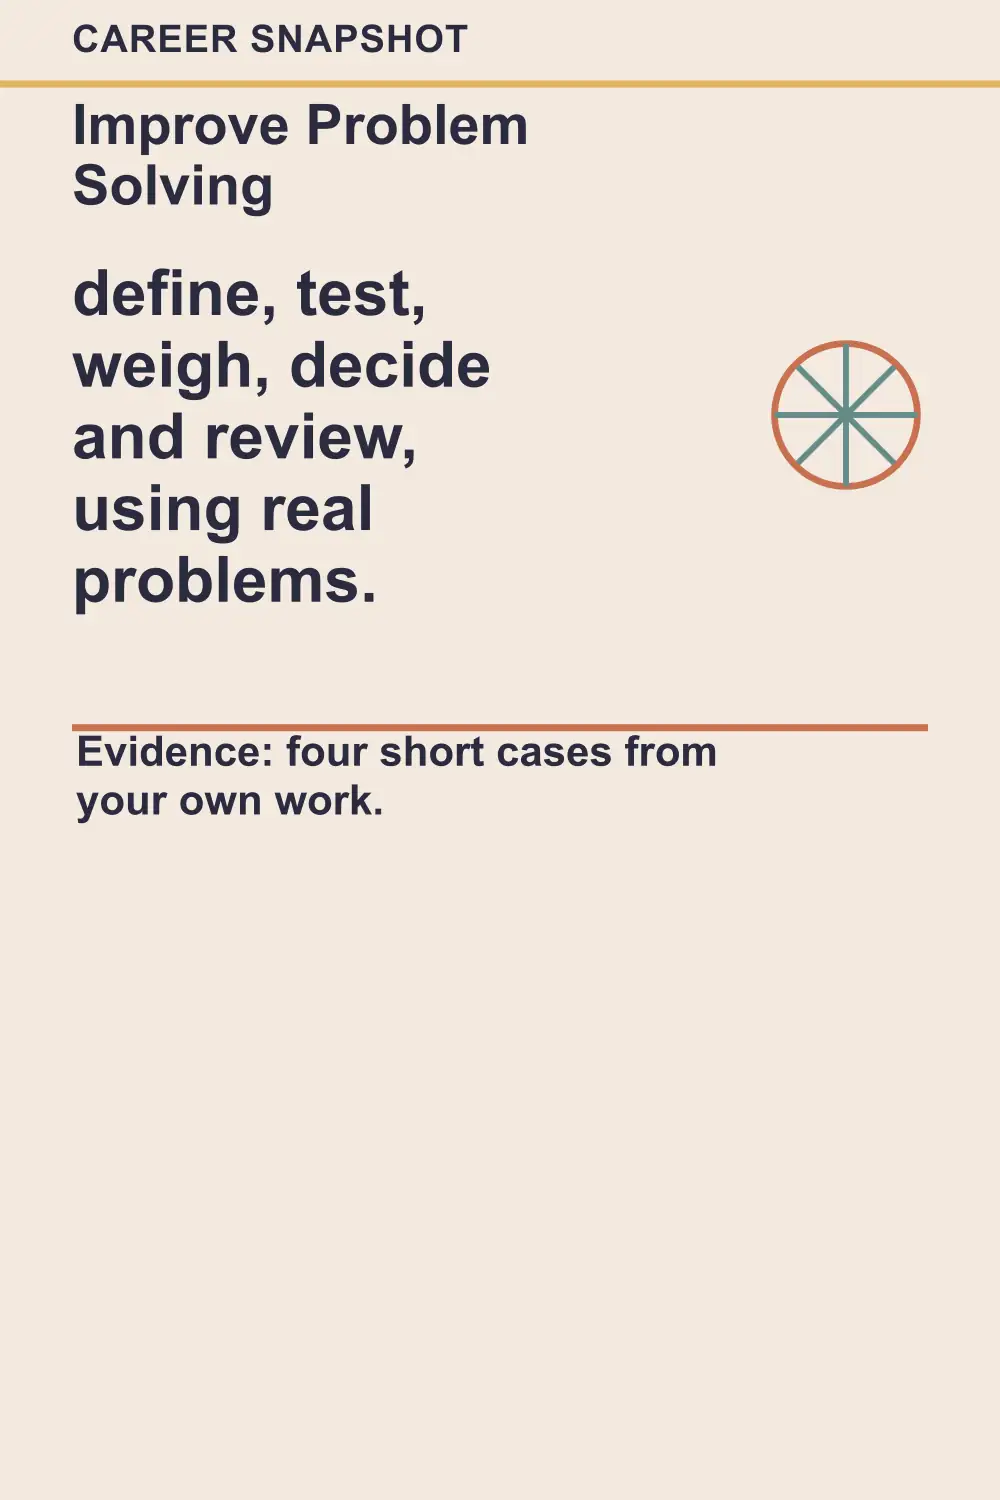 CAREER SNAPSHOT
Improve Problem
Solving
define, test,
weigh, decide
and review,
using real
problems.
Evidence: four short cases from
your own work.